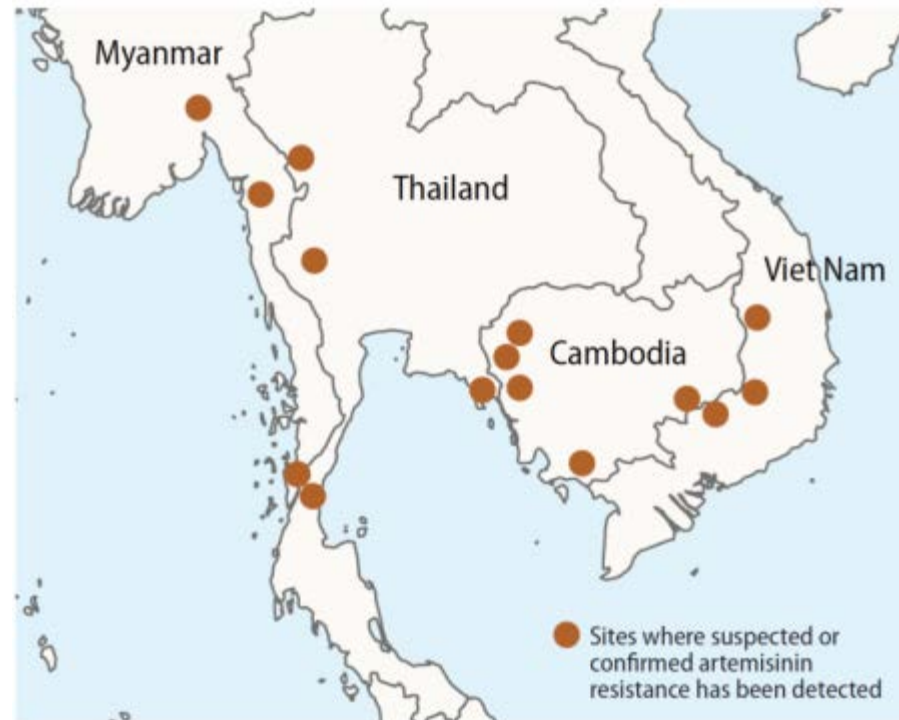 Myanmar
Thailand
Viet Nam
Cambodia
Sites where suspected or
confirmed artemisinin
resistance has been detected